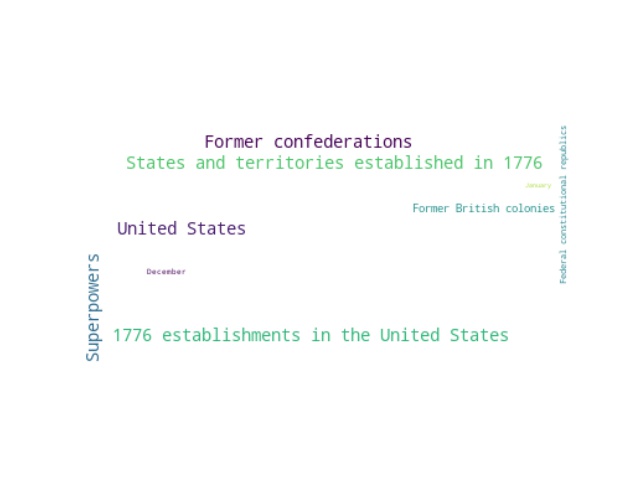 Former confederations
States and territories established in 1776
January
Former British colonies
Federal constitutional republics
United States
December
Superpowers
1776 establishments in the United States